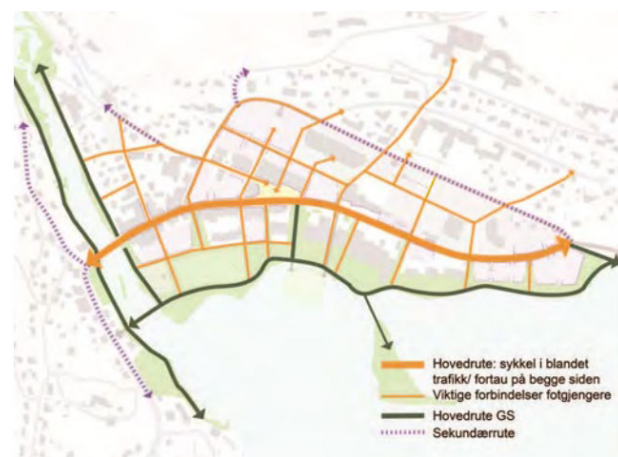 Hovedrute: sykkel i blandet
trafikk/ fortau på begge siden
Viktige forbindelser fotgjengere
Hovedrute GS
Sekundærrute